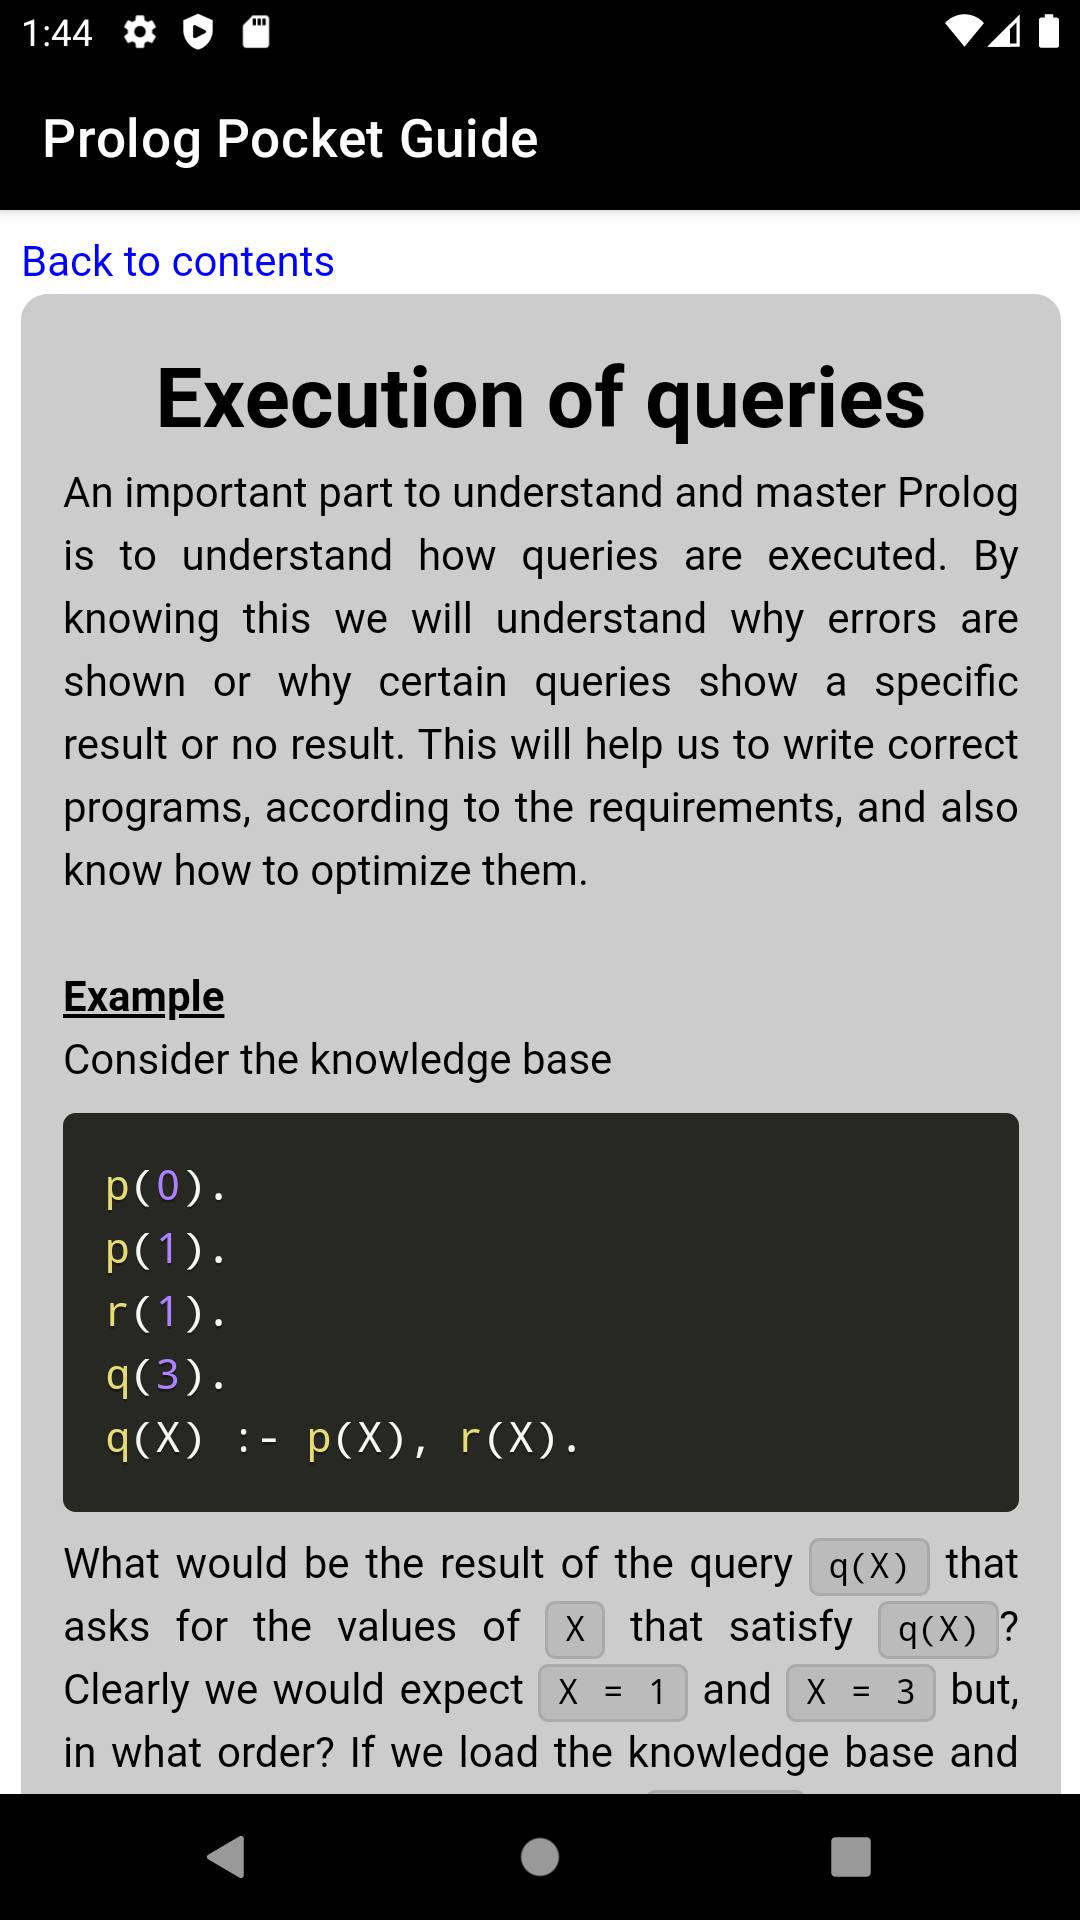 1:44
Prolog Pocket Guide
Back to contents
Execution of queries
An important part to understand and master Prolog
is to understand how queries are executed. By
knowing this we will understand why errors are
shown or why certain queries show a specific
result or no result. This will help us to write correct
programs, according to the requirements, and also
know how to optimize them.
Example
Consider the knowledge base
p(0).
p(1).
r(1).
q(3).
q(X) :- p(X), r(X).
What would be the result of the query q(X) that
asks for the values of X that satisfy q(X)?
Clearly we would expect X = 1 and X = 3 but,
in what order? If we load the knowledge base and